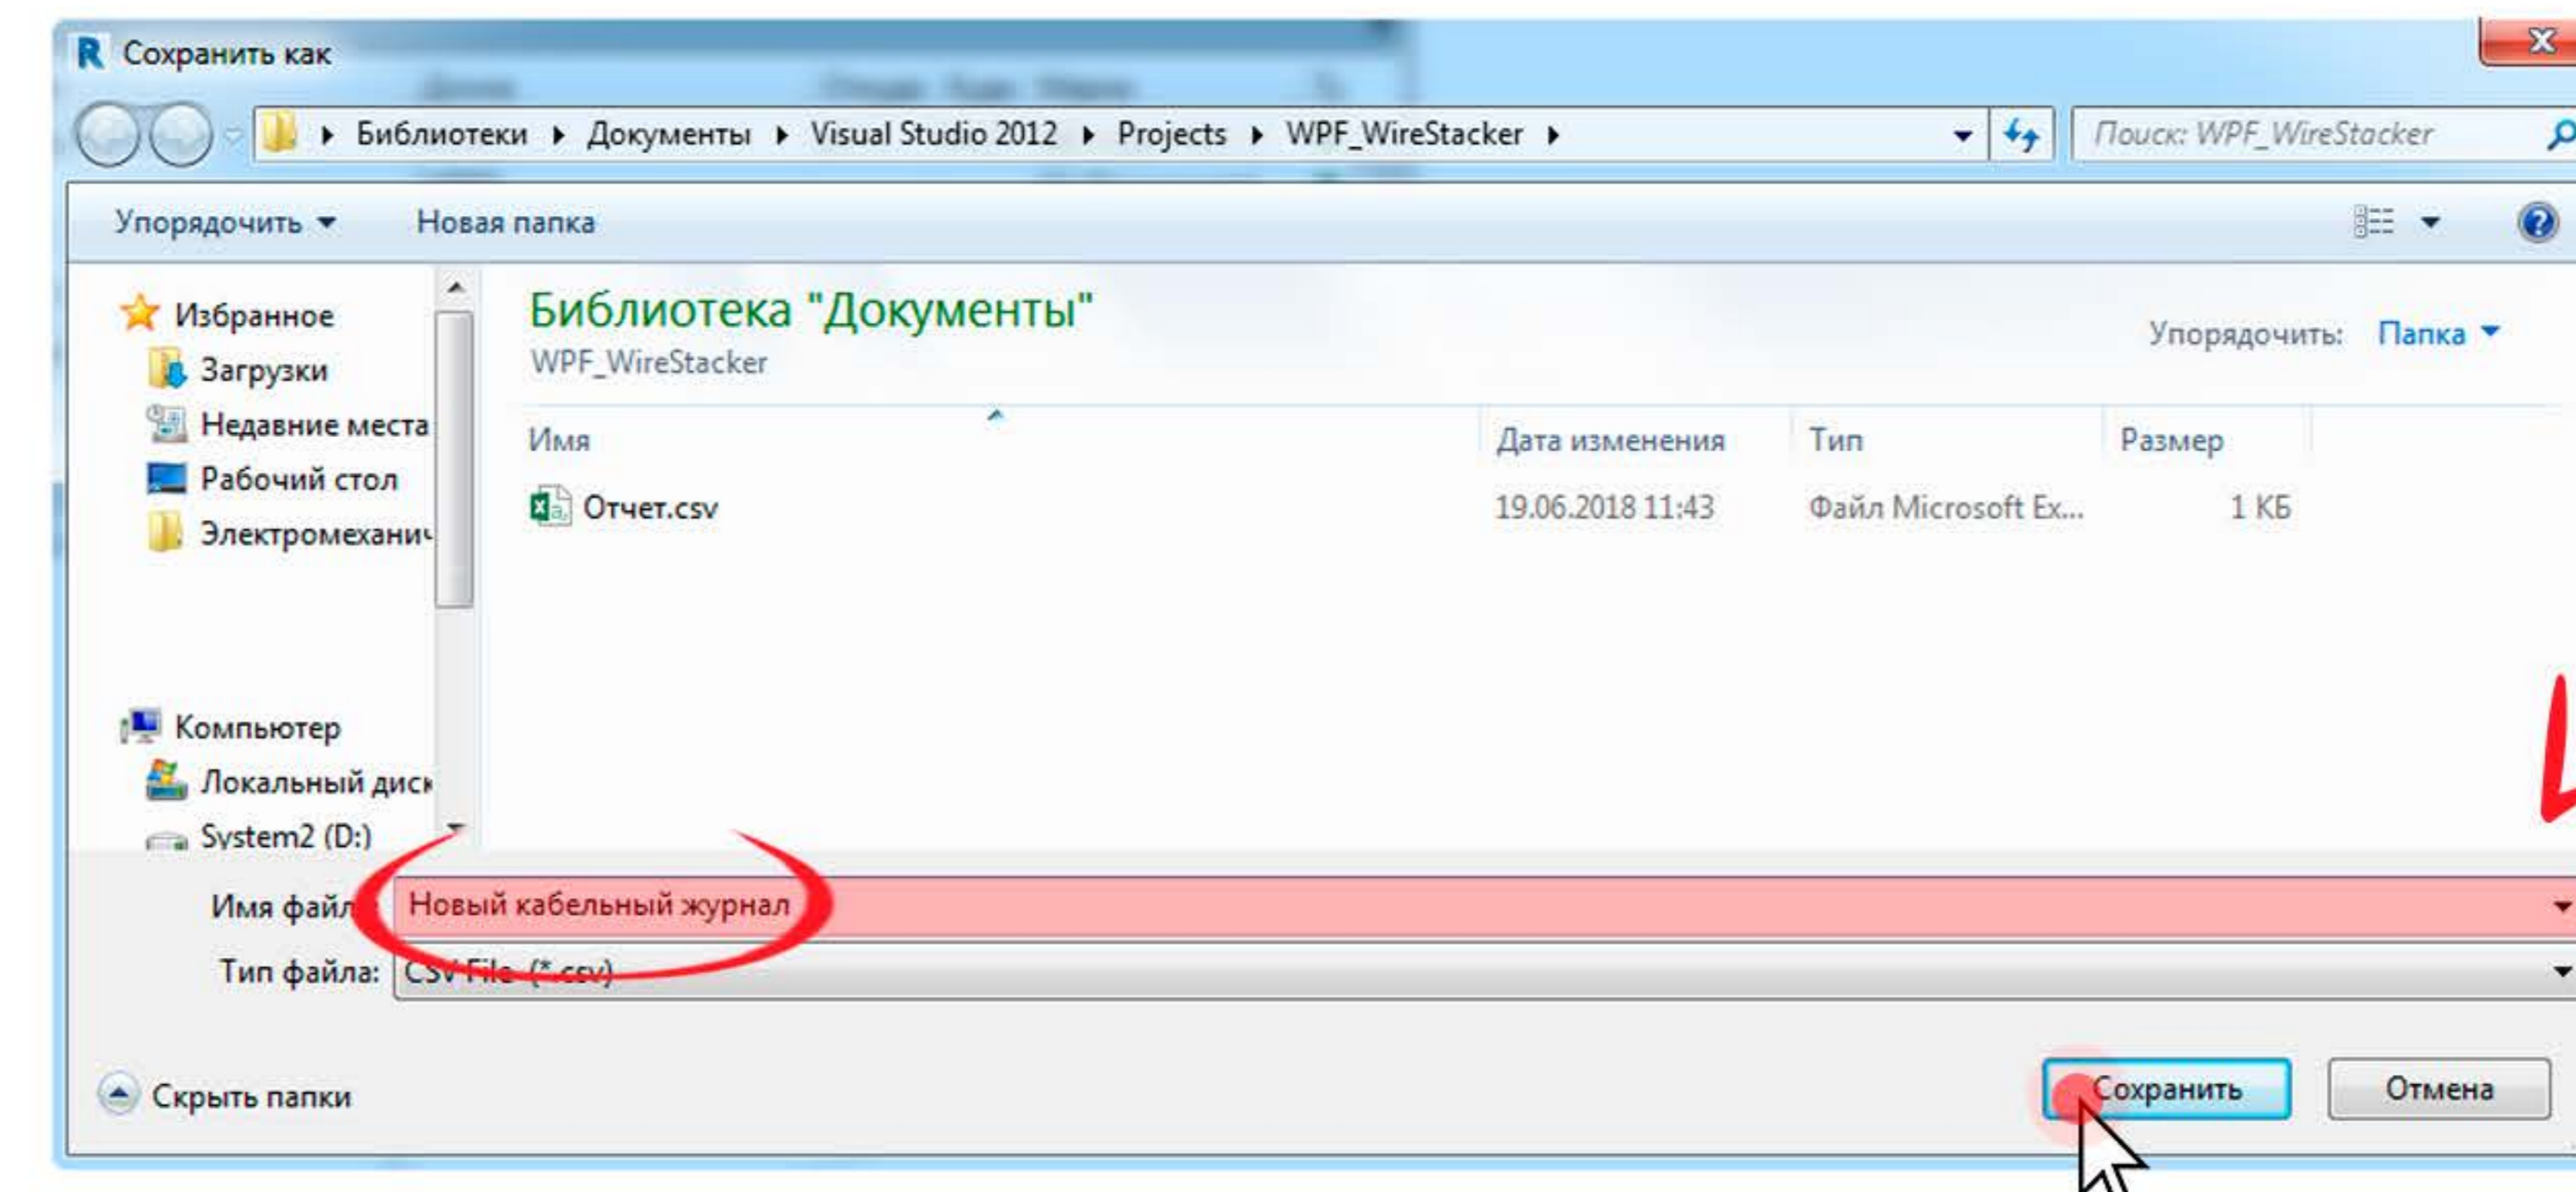 Сохранить как
Библиотеки Документы Visual Studio 2012 Projects WPF_WireStacker Поиск: WPF_WireStacker
Упорядочить Новая папка
Избранное
Загрузки
Недавние места
Рабочий стол
Электромеханич
Компьютер
Локальный диск
System2 (D:)
Библиотека "Документы"
WPF_WireStacker
Упорядочить: Папка
Имя Дата изменения Тип Размер
Отчет.csv 19.06.2018 11:43 Файл Microsoft Ex... 1 КБ
Имя файл Новый кабельный журнал
Тип файла: CSV File (*.csv)
Скрыть папки Сохранить Отмена